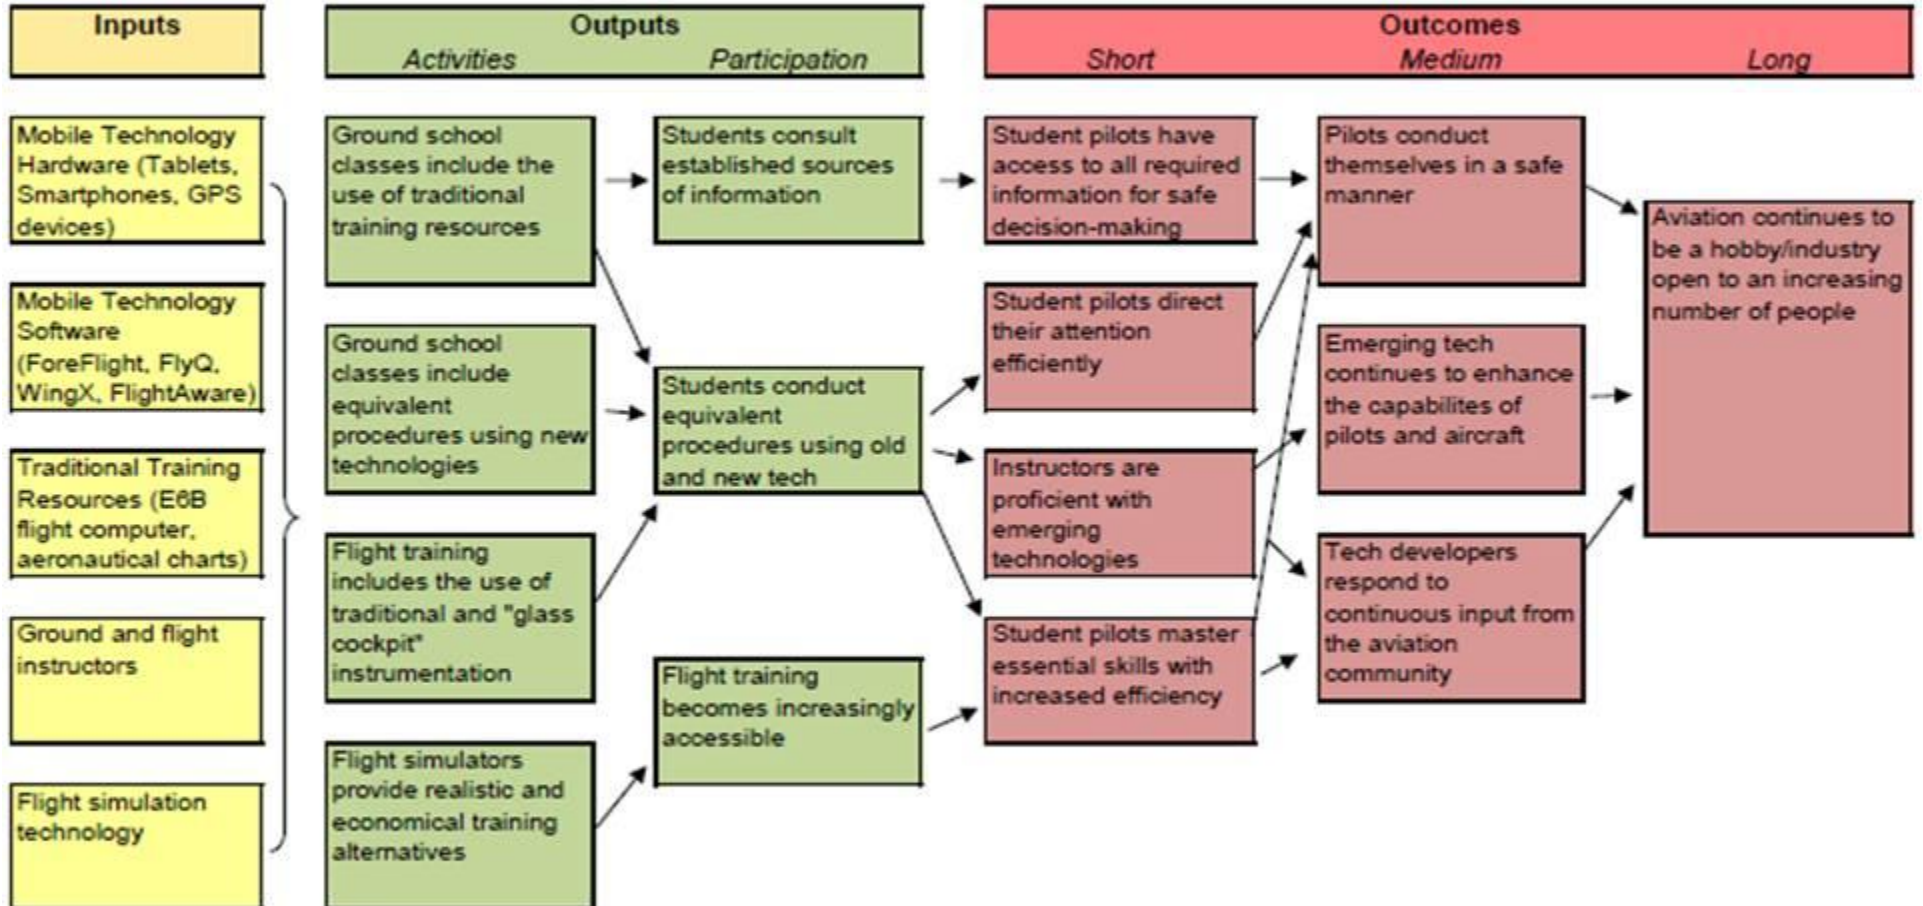 Inputs
Outputs
Activities
Participation
Outcomes
Short
Medium
Long
Mobile Technology
Hardware (Tablets,
Smartphones, GPS
devices)
Mobile Technology
Software
(ForeFlight, FlyQ,
WingX, FlightAware)
Traditional Training
Resources (E6B
flight computer,
aeronautical charts)
Ground and flight
instructors
Flight simulation
technology
Ground school
classes include the
use of traditional
training resources
Ground school
classes include
equivalent
procedures using new
technologies
Flight training
includes the use of
traditional and "glass
cockpit"
instrumentation
Flight simulators
provide realistic and
economical training
alternatives
Students consult
established sources
of information
Students conduct
equivalent
procedures using old
and new tech
Flight training
becomes increasingly
accessible
Student pilots have
access to all required
information for safe
decision-making
Student pilots direct
their attention
efficiently
Instructors are
proficient with
emerging
technologies
Student pilots master
essential skills with
increased efficiency
Pilots conduct
themselves in a safe
manner
Emerging tech
continues to enhance
the capabilites of
pilots and aircraft
Tech developers
respond to
continuous input from
the aviation
community
Aviation continues to
be a hobby/industry
open to an increasing
number of people